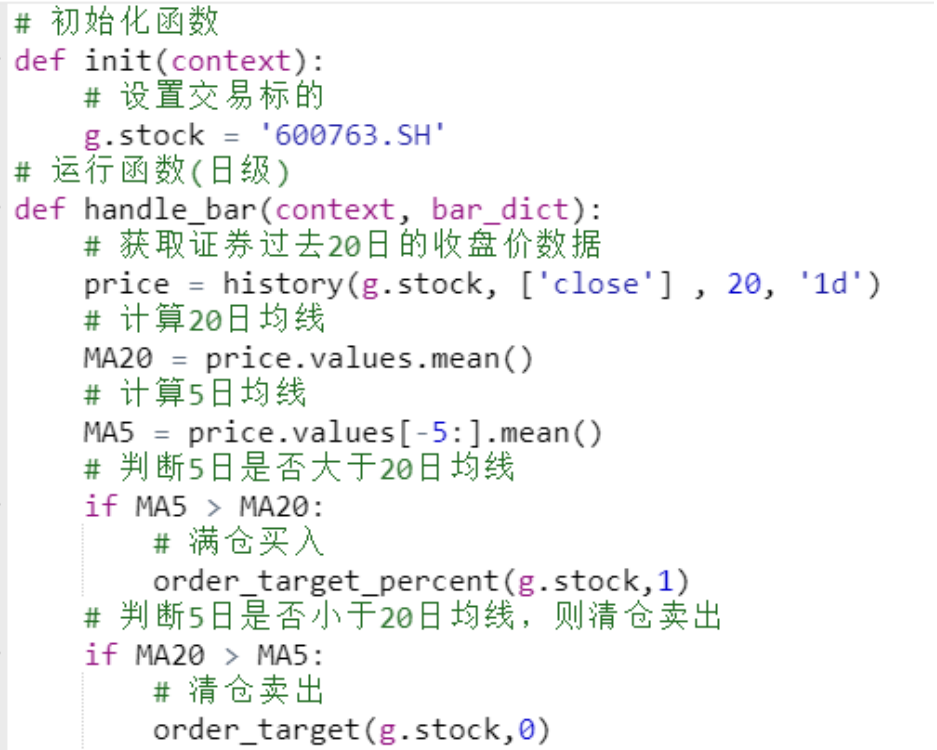 # 初始化函数
def init(context):
    # 设置交易标的
    g.stock = '600763.SH'
# 运行函数(日级)
def handle_bar(context, bar_dict):
    # 获取证券过去20日的收盘价数据
    price = history(g.stock, ['close'] , 20, '1d')
    # 计算20日均线
    MA20 = price.values.mean()
    # 计算5日均线
    MA5 = price.values[-5:].mean()
    # 判断5日是否大于20日均线
    if MA5 > MA20:
        # 满仓买入
        order_target_percent(g.stock,1)
    # 判断5日是否小于20日均线，则清仓卖出
    if MA20 > MA5:
        # 清仓卖出
        order_target(g.stock,0)